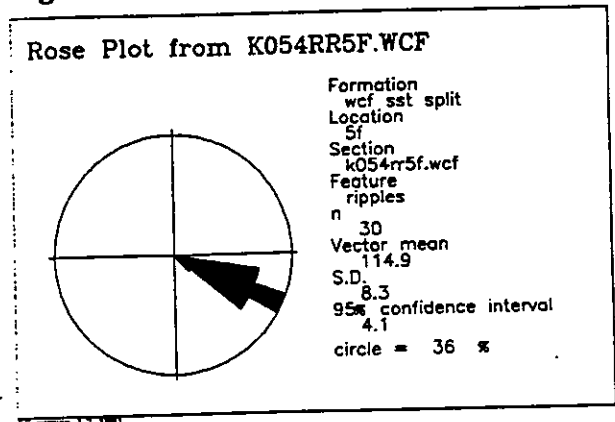 Rose Plot from K054RR5F.WCF
Formation
wcf sst split
Location
5f
Section
k054rr5f.wcf
Feature
ripples
n
30
Vector mean
114.9
S.D.
8.3
95% confidence interval
4.1
circle = 36 %